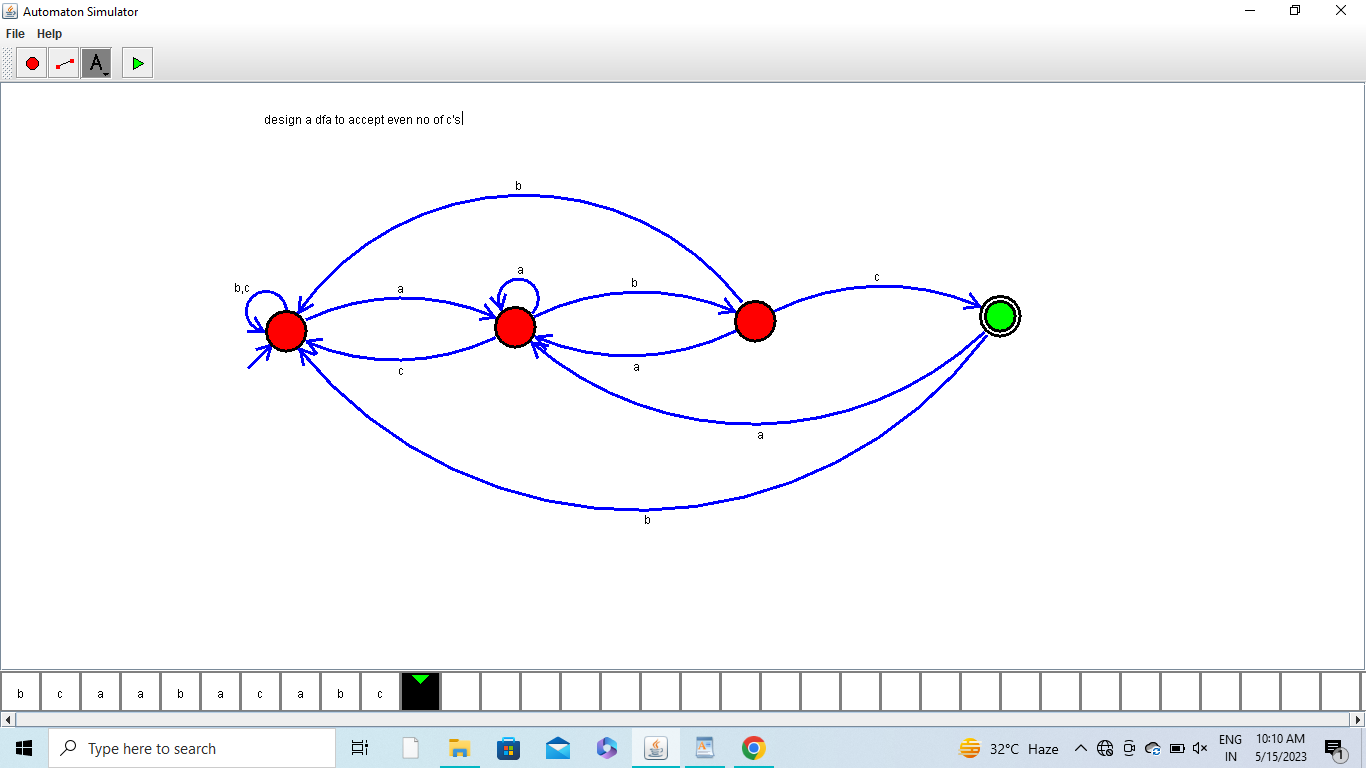 Automaton Simulator
File Help
A
design a dfa to accept even no of c's
b
b,c
a
a
b
c
c
a
a
b
b c a a b a c a b c
Type here to search
32°C Haze
ENG
IN
10:10 AM
5/15/2023
1